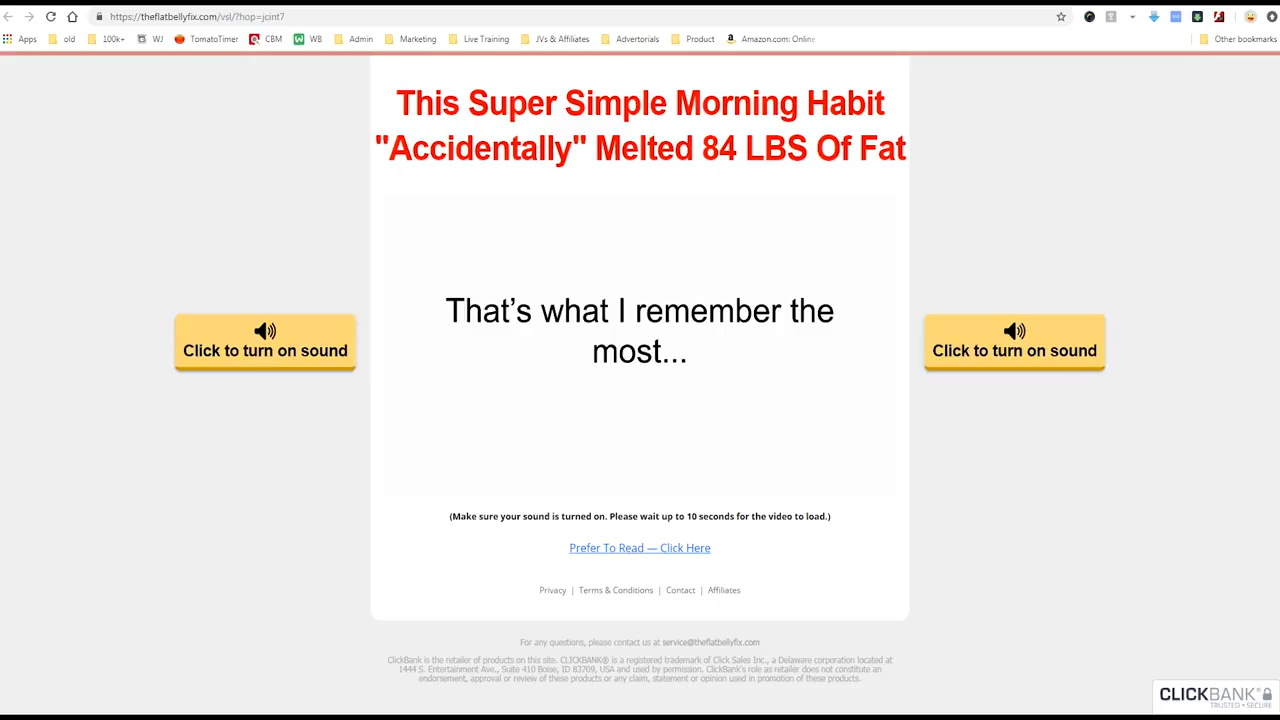 https://theflatbellyfix.com/vsl/?hop=jcint7
Apps old 100k+ WJ TomatoTimer CBM WB Admin Marketing Live Training JVs & Affiliates Advertorials Product Amazon.com: Online Other bookmarks
This Super Simple Morning Habit
"Accidentally" Melted 84 LBS Of Fat
That's what I remember the
most...
Click to turn on sound
Click to turn on sound
(Make sure your sound is turned on. Please wait up to 10 seconds for the video to load.)
Prefer To Read — Click Here
Privacy | Terms & Conditions | Contact | Affiliates
For any questions, please contact us at service@theflatbellyfix.com
ClickBank is the retailer of products on this site. CLICKBANK® is a registered trademark of Click Sales Inc., a Delaware corporation located at
1444 S. Entertainment Ave., Suite 410 Boise, ID 83709, USA and used by permission. ClickBank's role as retailer does not constitute an
endorsement, approval or review of these products or any claim, statement or opinion used in promotion of these products.
CLICKBANK®
TRUSTED • SECURE